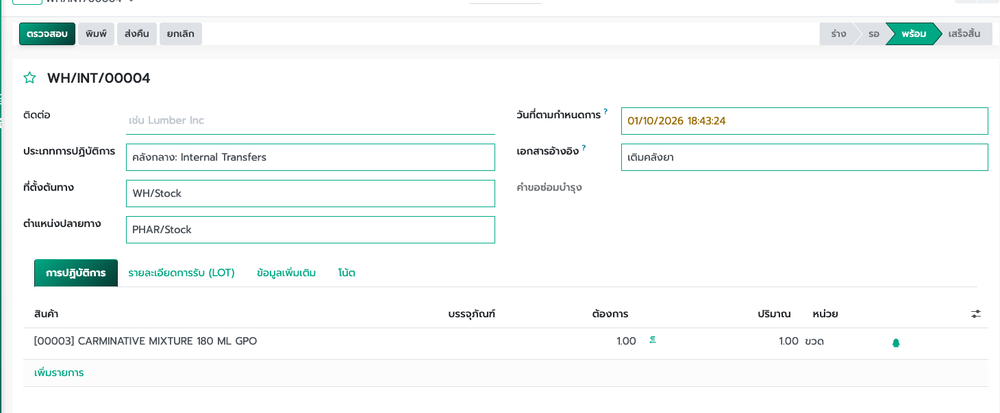 WH/INT/00004
ตรวจสอบ พิมพ์ ส่งคืน ยกเลิก ร่าง รอ พร้อม เสร็จสิ้น
WH/INT/00004
ติดต่อ เช่น Lumber Inc วันที่ตามกำหนดการ ? 01/10/2026 18:43:24
ประเภทการปฏิบัติการ คลังกลาง: Internal Transfers เอกสารอ้างอิง ? เติมคลังยา
ที่ตั้งต้นทาง WH/Stock คำขอซ่อมบำรุง
ตำแหน่งปลายทาง PHAR/Stock
การปฏิบัติการ รายละเอียดการรับ (LOT) ข้อมูลเพิ่มเติม โน้ต
สินค้า บรรจุภัณฑ์ ต้องการ ปริมาณ หน่วย
[00003] CARMINATIVE MIXTURE 180 ML GPO 1.00 1.00 ขวด
เพิ่มรายการ